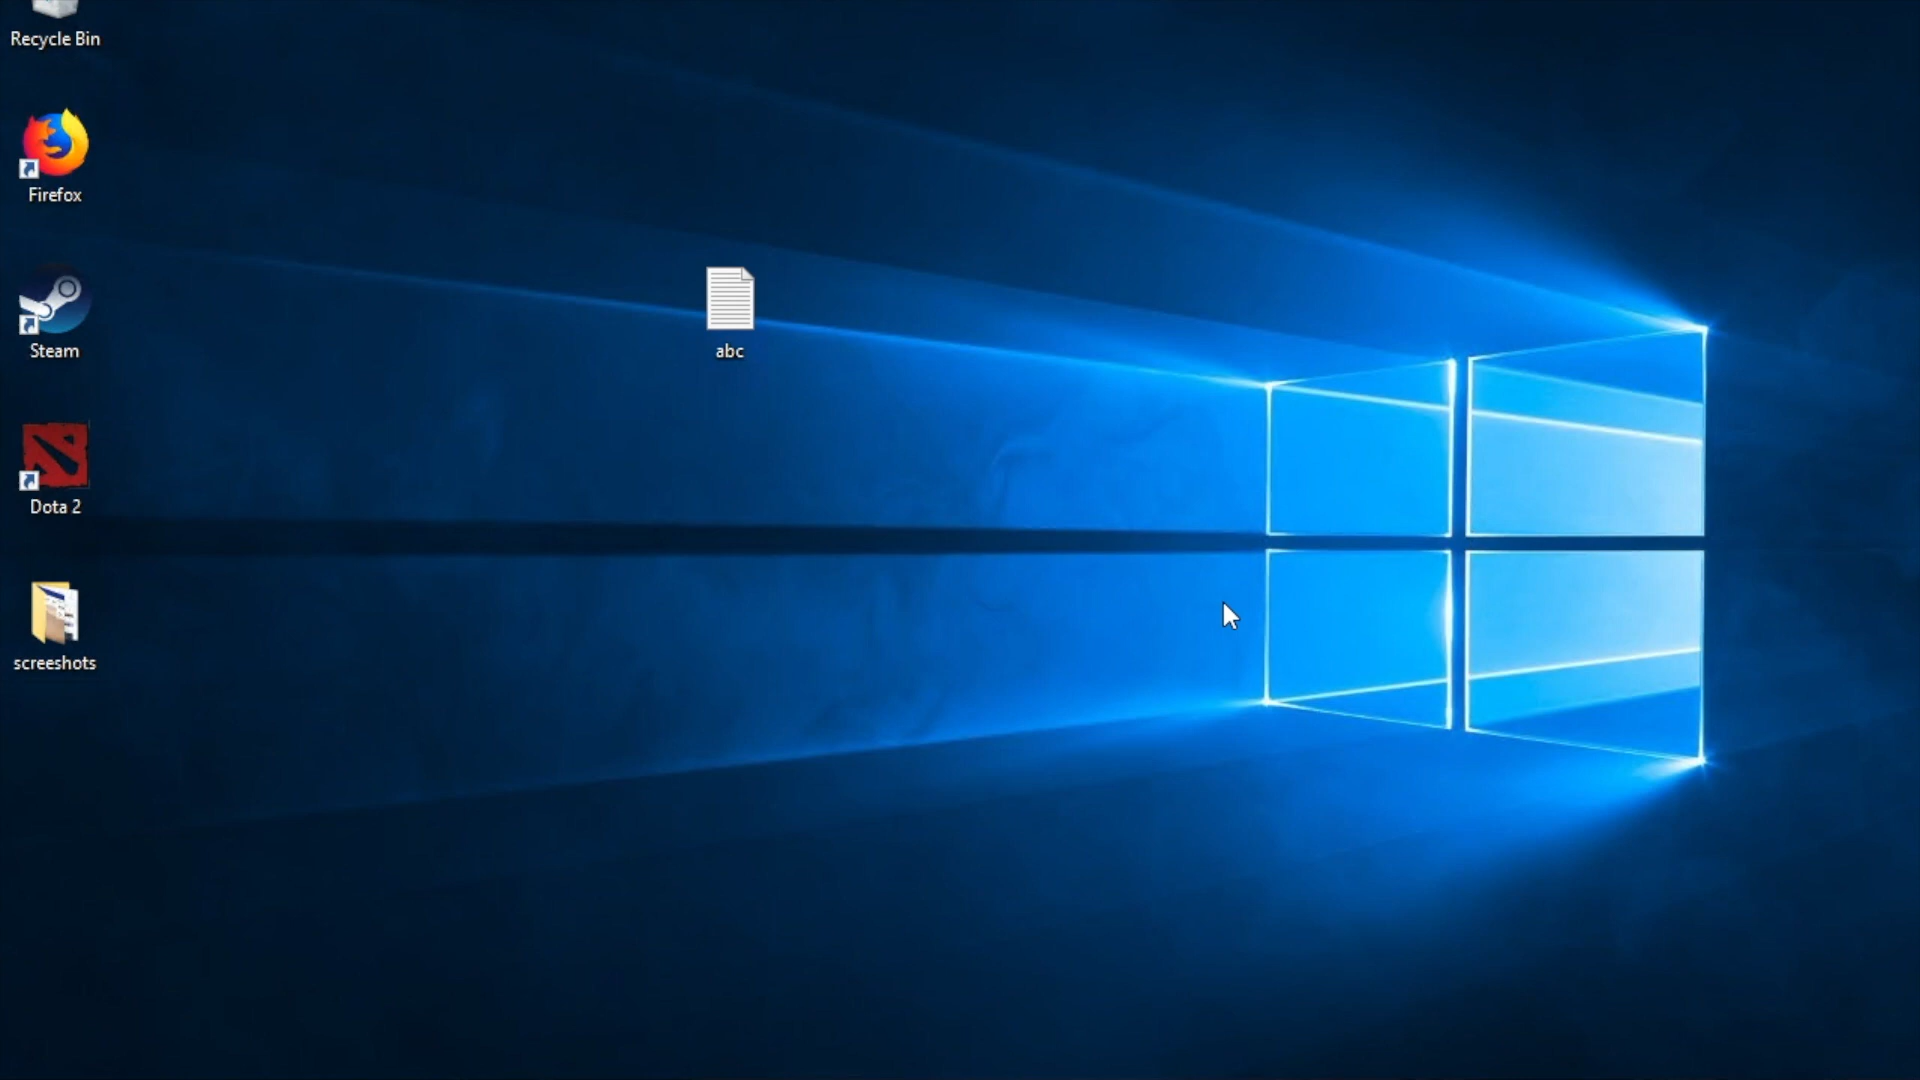 Recycle Bin
Firefox
Steam
abc
Dota 2
screeshots